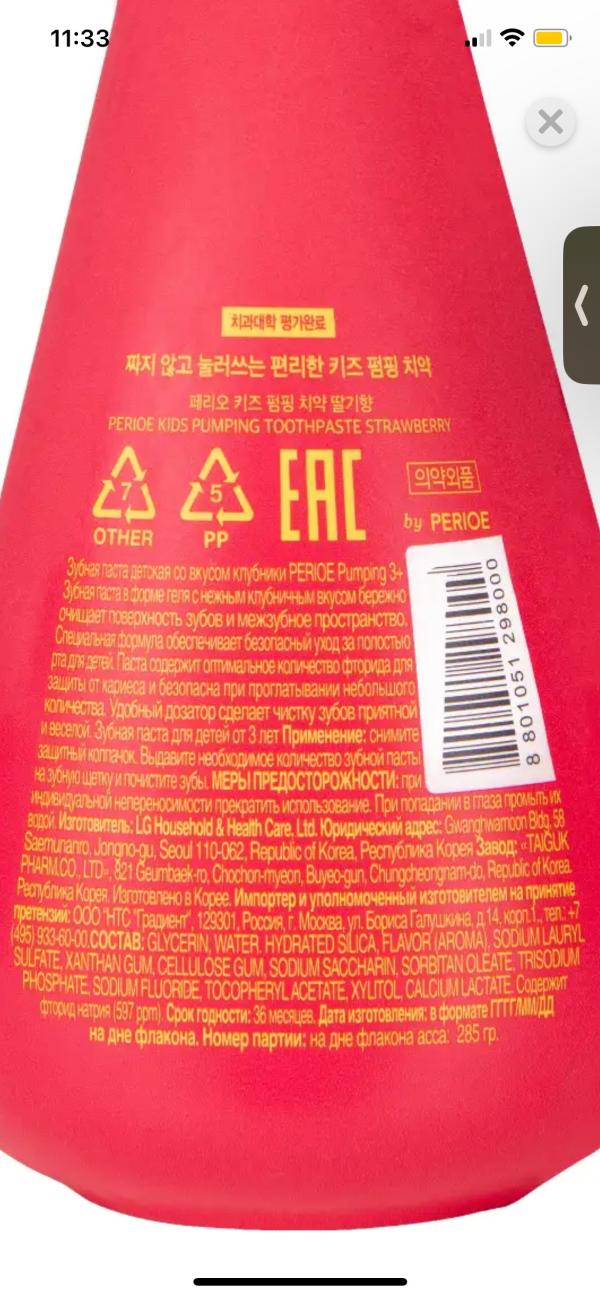 11:33
치과대학 평가완료
짜지 않고 눌러쓰는 편리한 키즈 펌핑 치약
페리오 키즈 펌핑 치약 딸기향
PERIOE KIDS PUMPING TOOTHPASTE STRAWBERRY
7
5
EAC
의약외품
OTHER
PP
by PERIOE
Зубная паста детская со вкусом клубники PERIOE Pumping 3+
Зубная паста в форме геля с нежным клубничным вкусом бережно
очищает поверхность зубов и межзубное пространство.
Специальная формула обеспечивает безопасный уход за полостью
рта для детей. Паста содержит оптимальное количество фторида для
защиты от кариеса и безопасна при проглатывании небольшого
количества. Удобный дозатор сделает чистку зубов приятной
и веселой. Зубная паста для детей от 3 лет Применение: снимите
защитный колпачок. Выдавите необходимое количество зубной пасты
на зубную щетку и почистите зубы. МЕРЫ ПРЕДОСТОРОЖНОСТИ: при
8 801051 298000
индивидуальной непереносимости прекратить использование. При попадании в глаза промыть их
водой. Изготовитель: LG Household & Health Care, Ltd. Юридический адрес: Gwanghwamoon Bldg, 58
Saemunanro, Jongno-gu, Seoul 110-062, Republic of Korea, Республика Корея Завод: «TAIGUK
PHARM.CO., LTD», 821 Geumbaek-ro, Chochon-myeon, Buyeo-gun, Chungcheongnam-do, Republic of Korea.
Республика Корея. Изготовлено в Корее. Импортер и уполномоченный изготовителем на принятие
претензий: ООО "НТС "Градиент", 129301, Россия, г. Москва, ул. Бориса Галушкина, д.14, корп.1., тел.: +7
(495) 933-60-00.СОСТАВ: GLYCERIN, WATER, HYDRATED SILICA, FLAVOR (AROMA), SODIUM LAURYL
SULFATE, XANTHAN GUM, CELLULOSE GUM, SODIUM SACCHARIN, SORBITAN OLEATE, TRISODIUM
PHOSPHATE, SODIUM FLUORIDE, TOCOPHERYL ACETATE, XYLITOL, CALCIUM LACTATE. Содержит
фторид натрия (597 ppm). Срок годности: 36 месяцев. Дата изготовления: в формате ГГГГ/ММ/ДД
на дне флакона. Номер партии: на дне флакона асса: 285 гр.